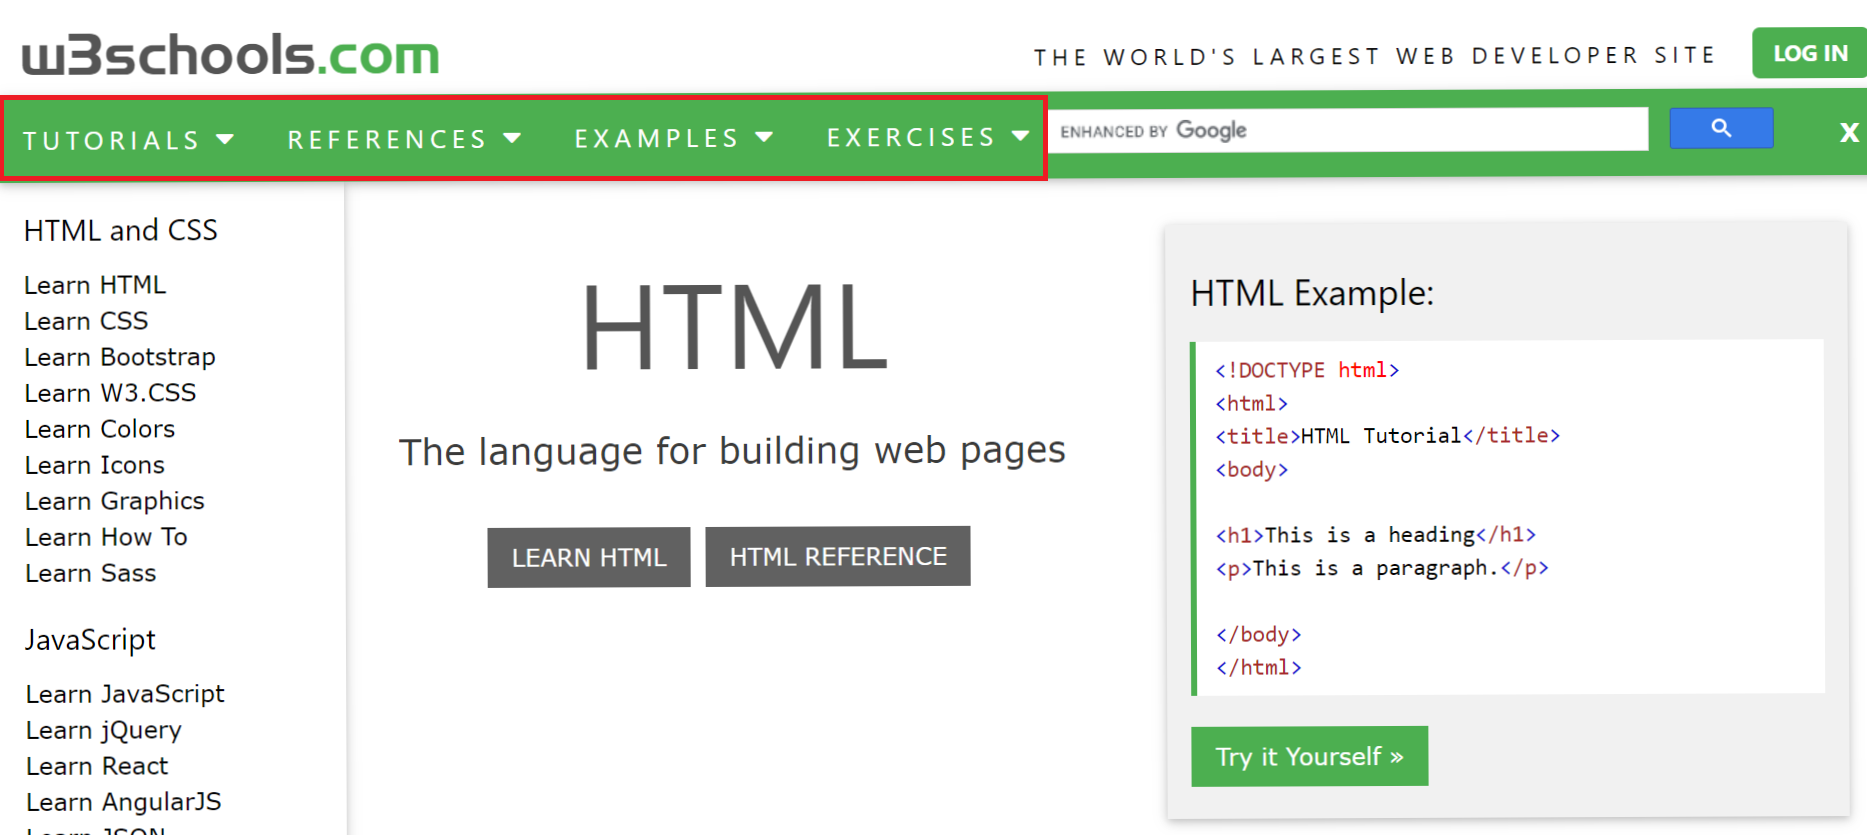 w3schools.com
THE WORLD'S LARGEST WEB DEVELOPER SITE
LOG IN
TUTORIALS REFERENCES EXAMPLES EXERCISES
ENHANCED BY Google
X
HTML and CSS
Learn HTML
Learn CSS
Learn Bootstrap
Learn W3.CSS
Learn Colors
Learn Icons
Learn Graphics
Learn How To
Learn Sass
JavaScript
Learn JavaScript
Learn jQuery
Learn React
Learn AngularJS
Learn JSON
HTML
The language for building web pages
LEARN HTML HTML REFERENCE
HTML Example:
<!DOCTYPE html>
<html>
<title>HTML Tutorial</title>
<body>
<h1>This is a heading</h1>
<p>This is a paragraph.</p>
</body>
</html>
Try it Yourself »